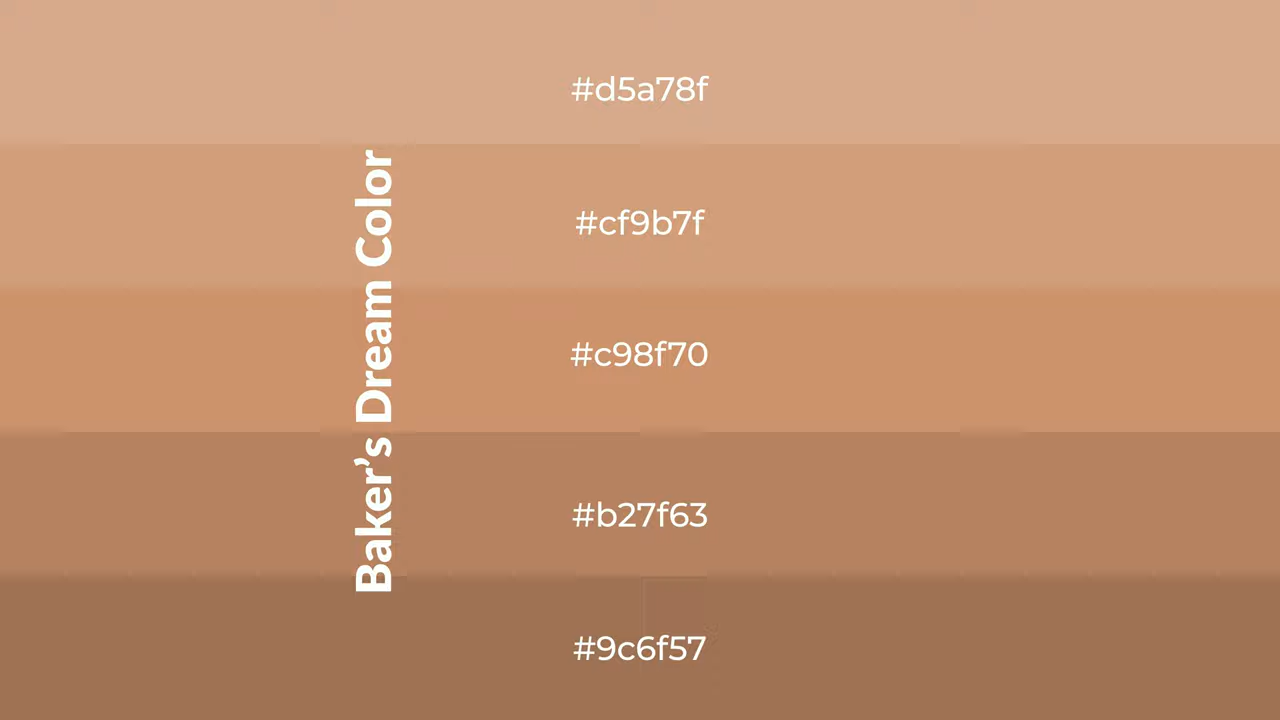 Baker's Dream Color
#d5a78f
#cf9b7f
#c98f70
#b27f63
#9c6f57